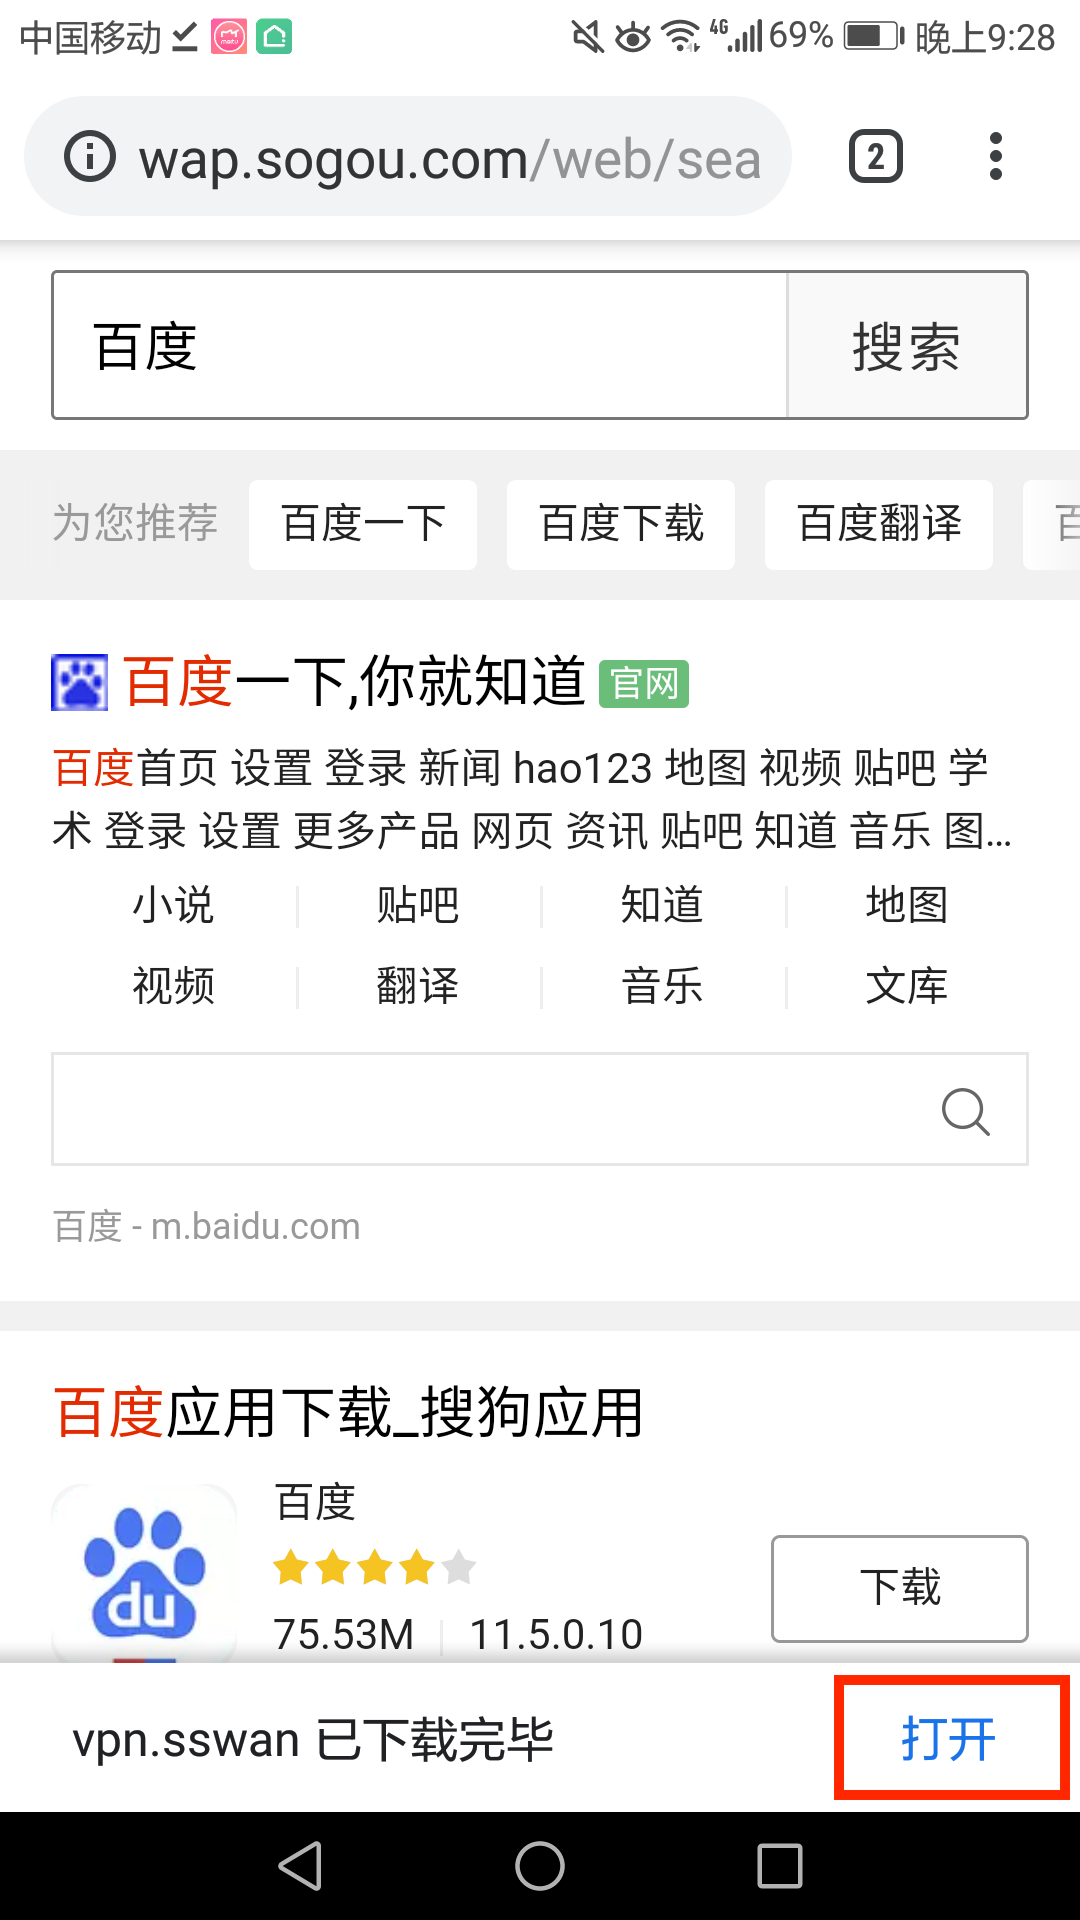 中国移动 4G 69% 晚上9:28
wap.sogou.com/web/sea 2
百度 搜索
为您推荐 百度一下 百度下载 百度翻译
百度一下,你就知道 官网
百度首页 设置 登录 新闻 hao123 地图 视频 贴吧 学
术 登录 设置 更多产品 网页 资讯 贴吧 知道 音乐 图...
小说 贴吧 知道 地图
视频 翻译 音乐 文库
百度 - m.baidu.com
百度应用下载_搜狗应用
百度
du
下载
75.53M 11.5.0.10
vpn.sswan 已下载完毕 打开